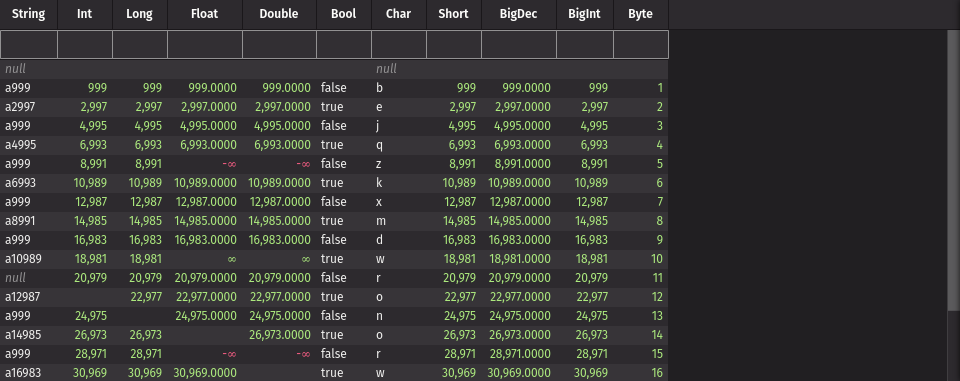 String Int Long Float Double Bool Char Short BigDec BigInt Byte
null null
a999 999 999 999.0000 999.0000 false b 999 999.0000 999 1
a2997 2,997 2,997 2,997.0000 2,997.0000 true e 2,997 2,997.0000 2,997 2
a999 4,995 4,995 4,995.0000 4,995.0000 false j 4,995 4,995.0000 4,995 3
a4995 6,993 6,993 6,993.0000 6,993.0000 true q 6,993 6,993.0000 6,993 4
a999 8,991 8,991 -∞ -∞ false z 8,991 8,991.0000 8,991 5
a6993 10,989 10,989 10,989.0000 10,989.0000 true k 10,989 10,989.0000 10,989 6
a999 12,987 12,987 12,987.0000 12,987.0000 false x 12,987 12,987.0000 12,987 7
a8991 14,985 14,985 14,985.0000 14,985.0000 true m 14,985 14,985.0000 14,985 8
a999 16,983 16,983 16,983.0000 16,983.0000 false d 16,983 16,983.0000 16,983 9
a10989 18,981 18,981 ∞ ∞ true w 18,981 18,981.0000 18,981 10
null 20,979 20,979 20,979.0000 20,979.0000 false r 20,979 20,979.0000 20,979 11
a12987 22,977 22,977.0000 22,977.0000 true o 22,977 22,977.0000 22,977 12
a999 24,975 24,975.0000 24,975.0000 false n 24,975 24,975.0000 24,975 13
a14985 26,973 26,973 26,973.0000 true o 26,973 26,973.0000 26,973 14
a999 28,971 28,971 -∞ -∞ false r 28,971 28,971.0000 28,971 15
a16983 30,969 30,969 30,969.0000 true w 30,969 30,969.0000 30,969 16